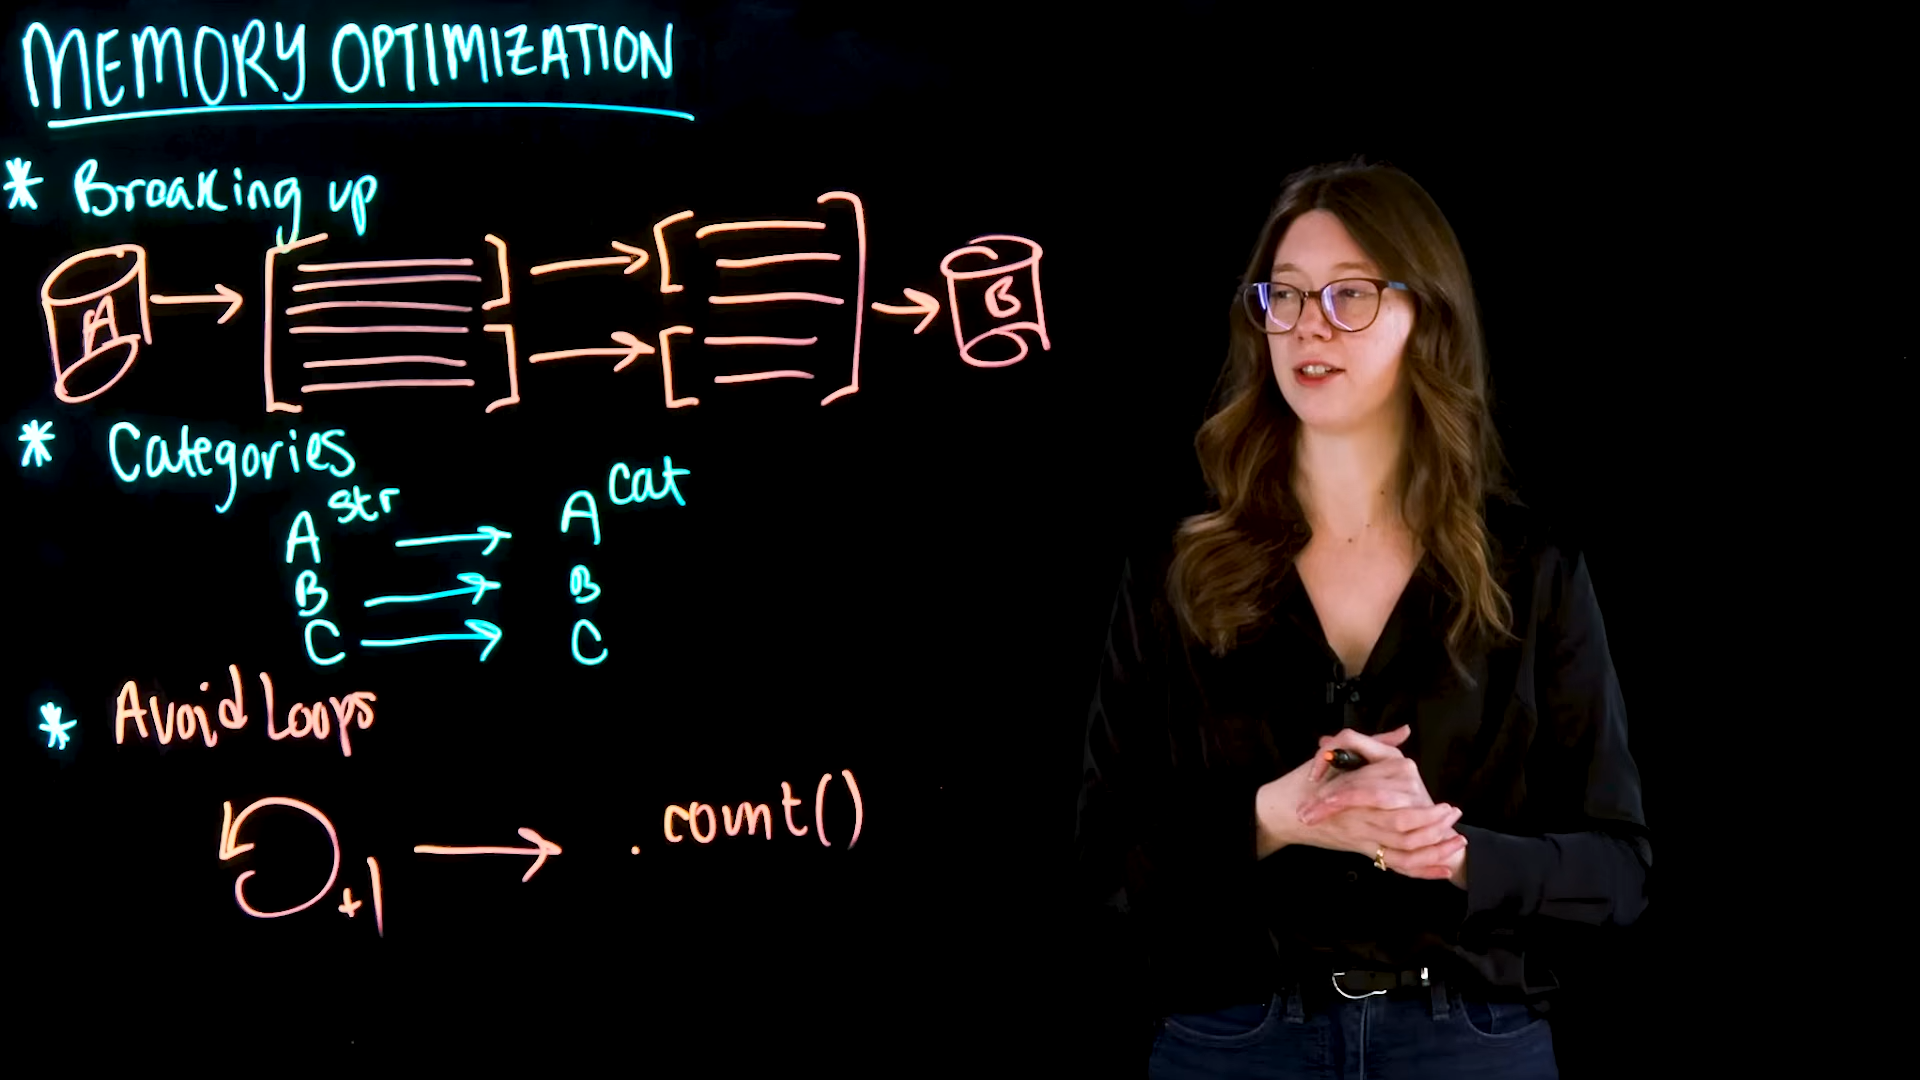 MEMORY OPTIMIZATION
* Breaking up
A
B
* Categories
A str → A cat
B → B
C → C
* Avoid Loops
+1 → .count()